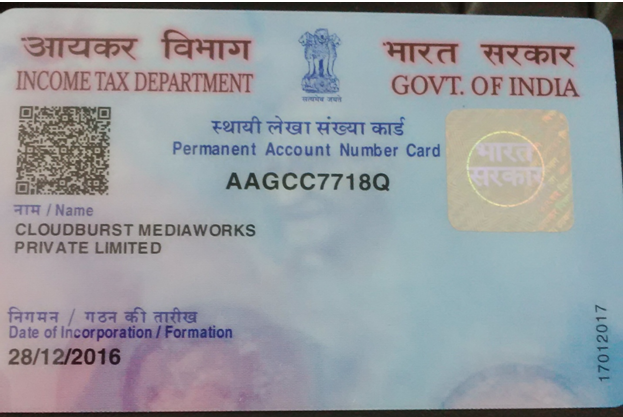 आयकर विभाग
INCOME TAX DEPARTMENT
सत्यमेव जयते
भारत सरकार
GOVT. OF INDIA
स्थायी लेखा संख्या कार्ड
Permanent Account Number Card
AAGCC7718Q
भारत
सरकार
नाम / Name
CLOUDBURST MEDIAWORKS
PRIVATE LIMITED
निगमन / गठन की तारीख
Date of Incorporation / Formation
28/12/2016
17012017